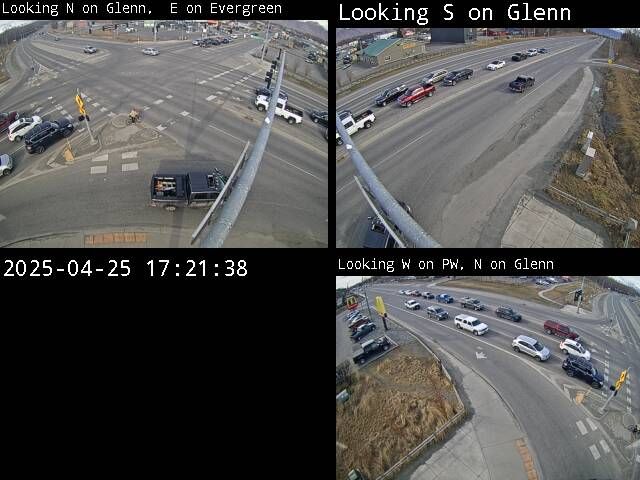 Looking N on Glenn,  E on Evergreen
Looking S on Glenn
2025-04-25 17:21:38
Looking W on PW, N on Glenn